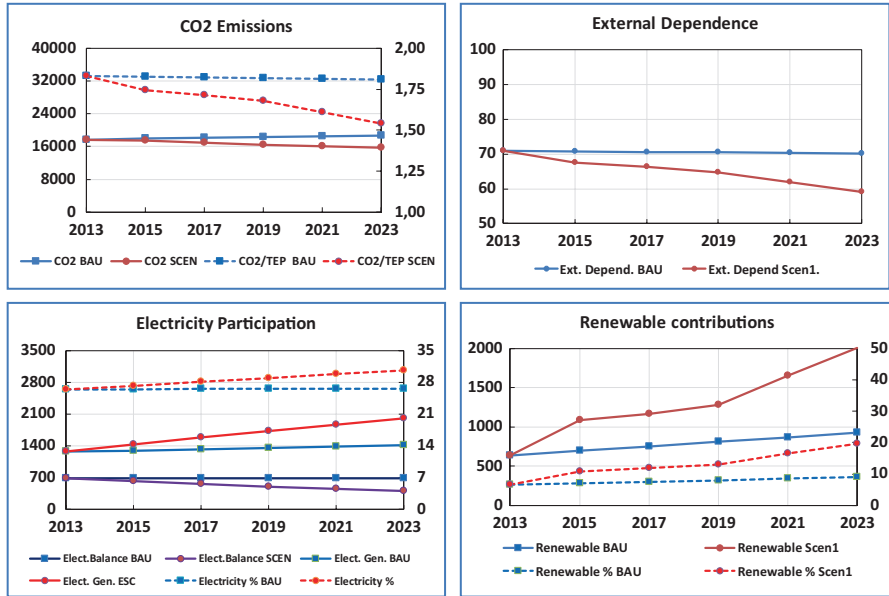 CO2 Emissions
40000
32000
24000
16000
8000
0
2,00
1,75
1,50
1,25
1,00
2013 2015 2017 2019 2021 2023
CO2 BAU CO2 SCEN CO2/TEP BAU CO2/TEP SCEN
External Dependence
100
90
80
70
60
50
2013 2015 2017 2019 2021 2023
Ext. Depend. BAU Ext. Depend Scen1.
Electricity Participation
3500
2800
2100
1400
700
0
35
28
21
14
7
0
2013 2015 2017 2019 2021 2023
Elect.Balance BAU Elect.Balance SCEN Elect. Gen. BAU
Elect. Gen. ESC Electricity % BAU Electricity %
Renewable contributions
2000
1500
1000
500
0
50
40
30
20
10
0
2013 2015 2017 2019 2021 2023
Renewable BAU Renewable Scen1
Renewable % BAU Renewable % Scen1